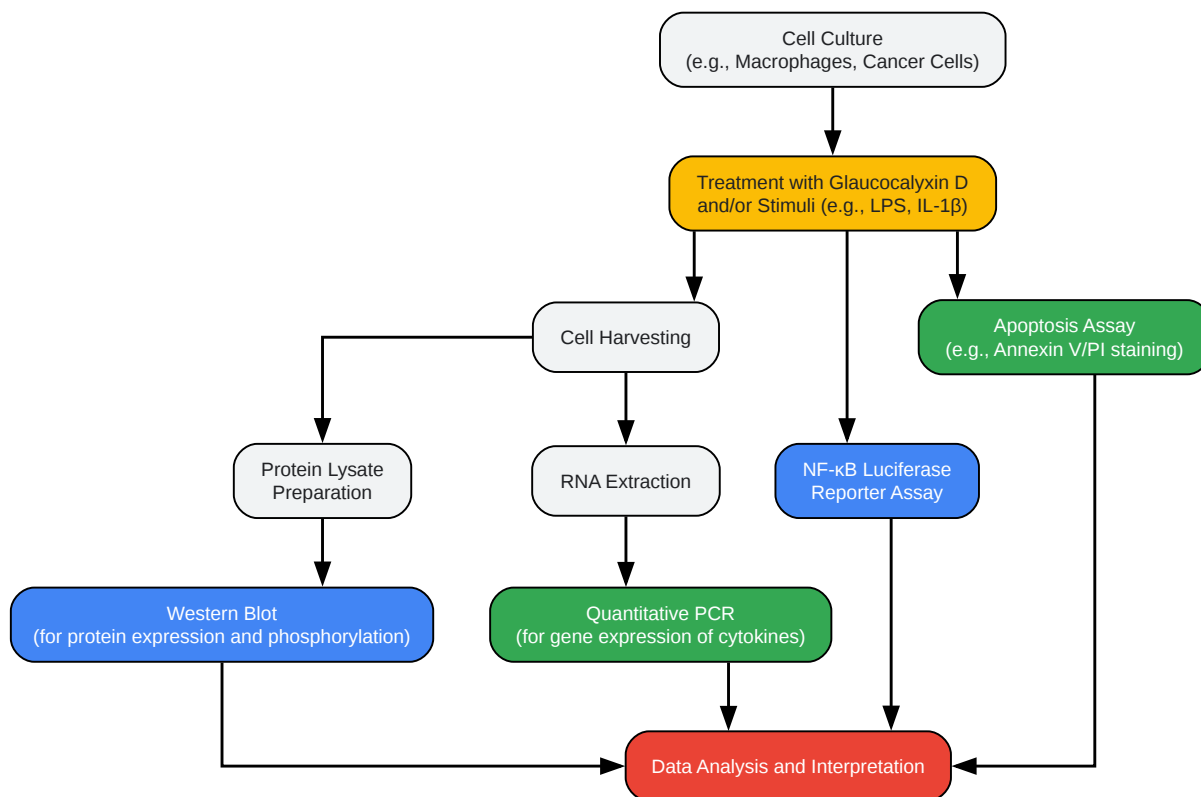 Cell Culture
(e.g., Macrophages, Cancer Cells)
Treatment with Glaucocalyxin D
and/or Stimuli (e.g., LPS, IL-1β)
Cell Harvesting
Apoptosis Assay
(e.g., Annexin V/PI staining)
Protein Lysate
Preparation
RNA Extraction
NF-κB Luciferase
Reporter Assay
Western Blot
(for protein expression and phosphorylation)
Quantitative PCR
(for gene expression of cytokines)
Data Analysis and Interpretation